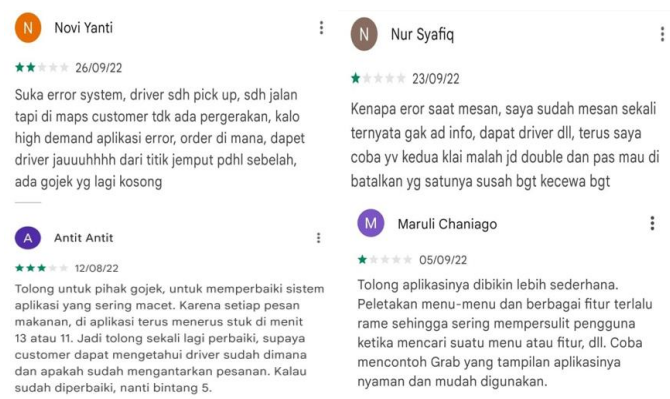 N Novi Yanti
26/09/22
Suka error system, driver sdh pick up, sdh jalan
tapi di maps customer tdk ada pergerakan, kalo
high demand aplikasi error, order di mana, dapet
driver jauuuhhhh dari titik jemput pdhl sebelah,
ada gojek yg lagi kosong
A Antit Antit
12/08/22
Tolong untuk pihak gojek, untuk memperbaiki sistem
aplikasi yang sering macet. Karena setiap pesan
makanan, di aplikasi terus menerus stuk di menit
13 atau 11. Jadi tolong sekali lagi perbaiki, supaya
customer dapat mengetahui driver sudah dimana
dan apakah sudah mengantarkan pesanan. Kalau
sudah diperbaiki, nanti bintang 5.
N Nur Syafiq
23/09/22
Kenapa eror saat mesan, saya sudah mesan sekali
ternyata gak ad info, dapat driver dll, terus saya
coba yv kedua klai malah jd double dan pas mau di
batalkan yg satunya susah bgt kecewa bgt
M Maruli Chaniago
05/09/22
Tolong aplikasinya dibikin lebih sederhana.
Peletakan menu-menu dan berbagai fitur terlalu
rame sehingga sering mempersulit pengguna
ketika mencari suatu menu atau fitur, dll. Coba
mencontoh Grab yang tampilan aplikasinya
nyaman dan mudah digunakan.